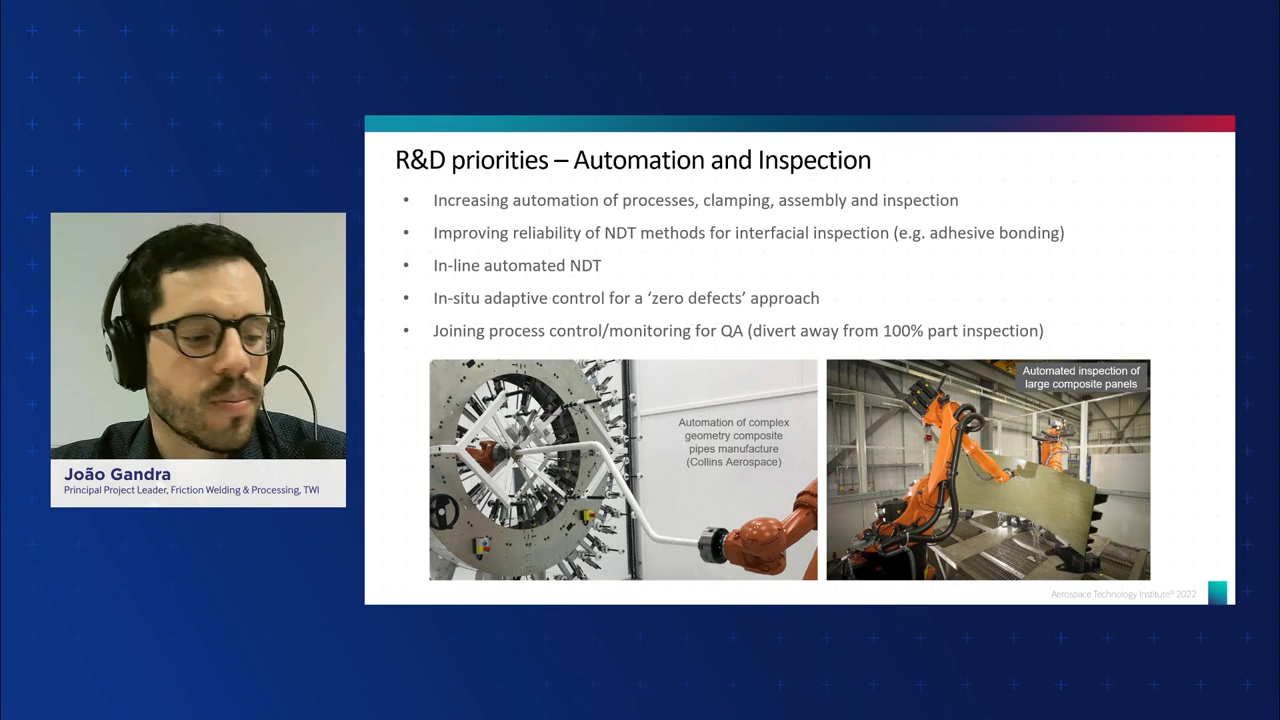 R&D priorities – Automation and Inspection
• Increasing automation of processes, clamping, assembly and inspection
• Improving reliability of NDT methods for interfacial inspection (e.g. adhesive bonding)
• In-line automated NDT
• In-situ adaptive control for a ‘zero defects’ approach
• Joining process control/monitoring for QA (divert away from 100% part inspection)
Automation of complex
geometry composite
pipes manufacture
(Collins Aerospace)
Automated inspection of
large composite panels
João Gandra
Principal Project Leader, Friction Welding & Processing, TWI
Aerospace Technology Institute® 2022